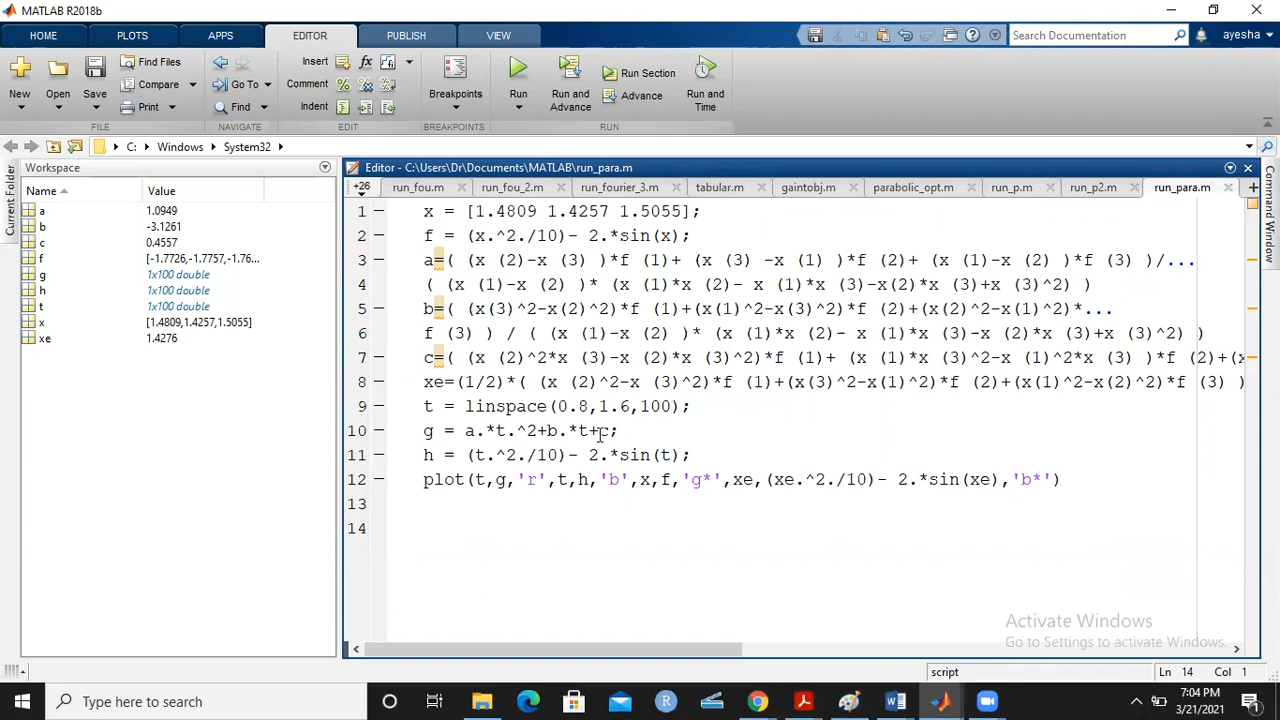 MATLAB R2018b
HOME PLOTS APPS EDITOR PUBLISH VIEW Search Documentation ayesha
New Open Save Find Files Compare Print Go To Find Insert Comment Indent Breakpoints Run Run and Advance Run Section Advance Run and Time
FILE NAVIGATE EDIT BREAKPOINTS RUN
C: Windows System32
Current Folder
Command Window
Workspace
Name Value
a 1.0949
b -3.1261
c 0.4557
f [-1.7726,-1.7757,-1.76...
g 1x100 double
h 1x100 double
t 1x100 double
x [1.4809,1.4257,1.5055]
xe 1.4276
Editor - C:\Users\Dr\Documents\MATLAB\run_para.m
+26 run_fou.m run_fou_2.m run_fourier_3.m tabular.m gaintobj.m parabolic_opt.m run_p.m run_p2.m run_para.m
1 x = [1.4809 1.4257 1.5055];
2 f = (x.^2./10)- 2.*sin(x);
3 a=( (x (2)-x (3) )*f (1)+ (x (3) -x (1) )*f (2)+ (x (1)-x (2) )*f (3) )/...
4 ( (x (1)-x (2) )* (x (1)*x (2)- x (1)*x (3)-x(2)*x (3)+x (3)^2) )
5 b=( (x(3)^2-x(2)^2)*f (1)+(x(1)^2-x(3)^2)*f (2)+(x(2)^2-x(1)^2)*...
6 f (3) ) / ( (x (1)-x (2) )* (x (1)*x (2)- x (1)*x (3)-x (2)*x (3)+x (3)^2) )
7 c=( (x (2)^2*x (3)-x (2)*x (3)^2)*f (1)+ (x (1)*x (3)^2-x (1)^2*x (3) )*f (2)+(x
8 xe=(1/2)*( (x (2)^2-x (3)^2)*f (1)+(x(3)^2-x(1)^2)*f (2)+(x(1)^2-x(2)^2)*f (3) )
9 t = linspace(0.8,1.6,100);
10 g = a.*t.^2+b.*t+c;
11 h = (t.^2./10)- 2.*sin(t);
12 plot(t,g,'r',t,h,'b',x,f,'g*',xe,(xe.^2./10)- 2.*sin(xe),'b*')
13
14
Activate Windows
Go to Settings to activate Windows.
script Ln 14 Col 1
Type here to search
7:04 PM
3/21/2021